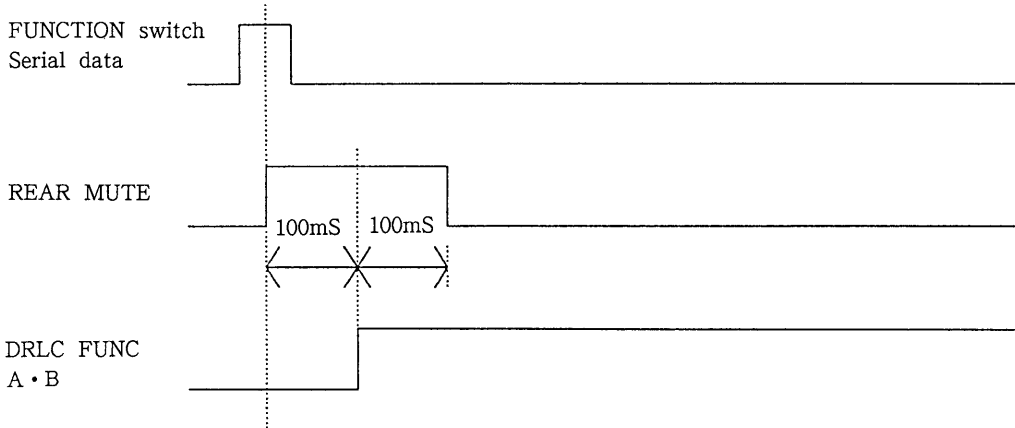 FUNCTION switch
Serial data
REAR MUTE
100mS 100mS
DRLC FUNC
A・B